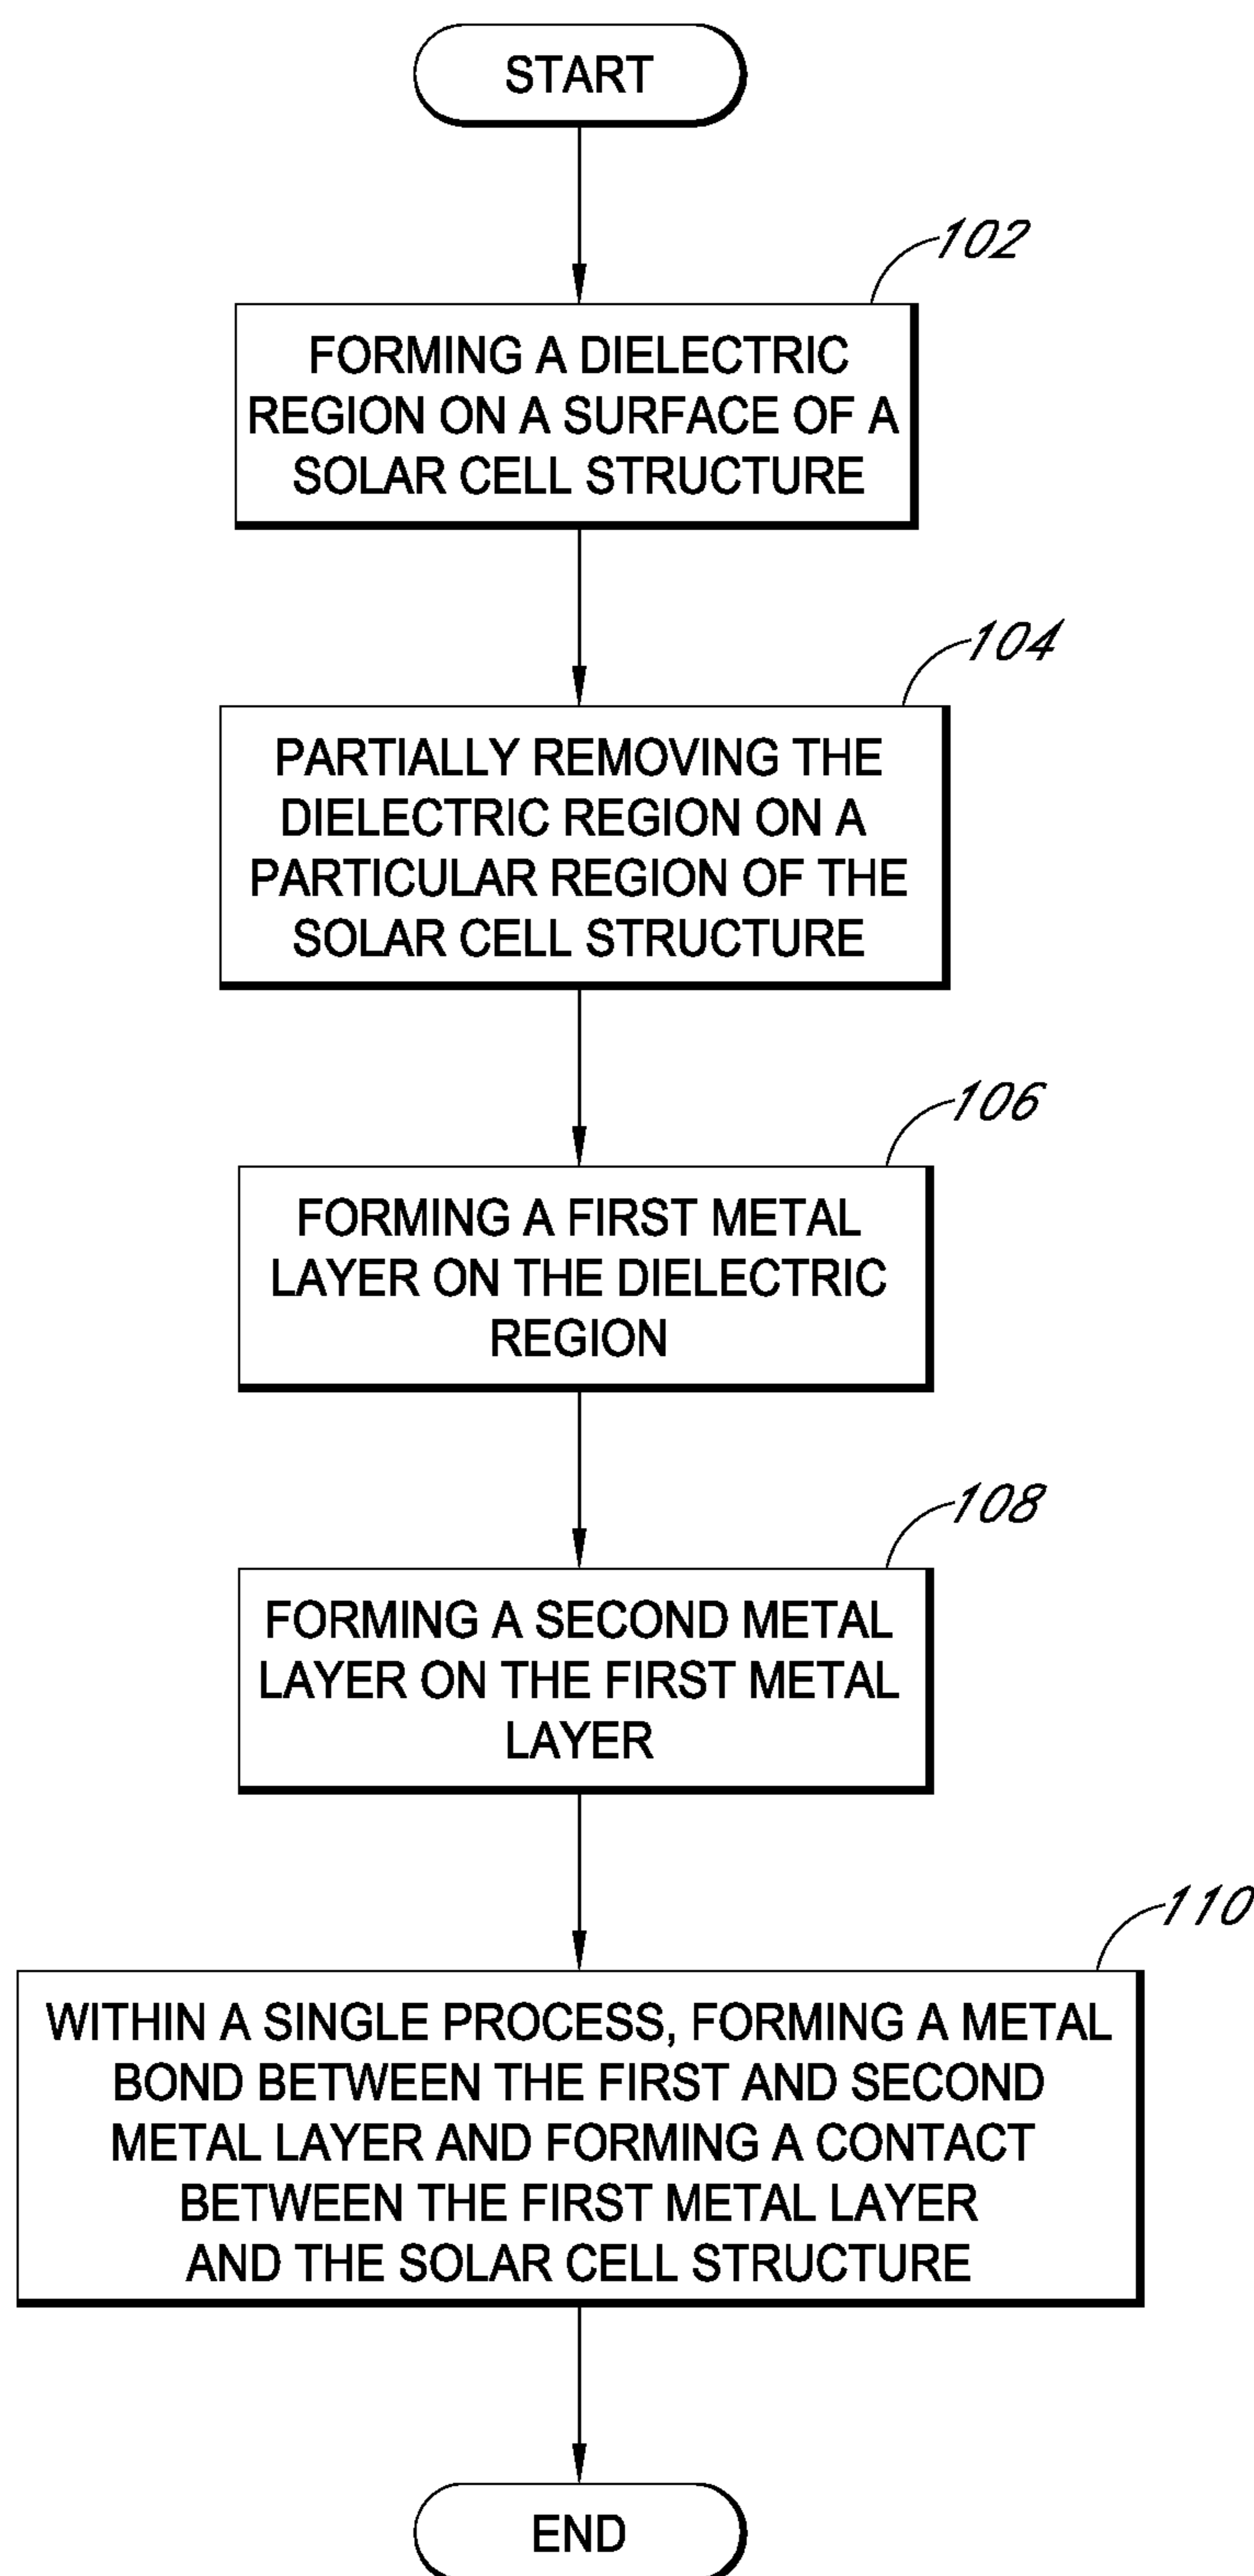 START
102
FORMING A DIELECTRIC
REGION ON A SURFACE OF A
SOLAR CELL STRUCTURE
104
PARTIALLY REMOVING THE
DIELECTRIC REGION ON A
PARTICULAR REGION OF THE
SOLAR CELL STRUCTURE
106
FORMING A FIRST METAL
LAYER ON THE DIELECTRIC
REGION
108
FORMING A SECOND METAL
LAYER ON THE FIRST METAL
LAYER
110
WITHIN A SINGLE PROCESS, FORMING A METAL
BOND BETWEEN THE FIRST AND SECOND
METAL LAYER AND FORMING A CONTACT
BETWEEN THE FIRST METAL LAYER
AND THE SOLAR CELL STRUCTURE
END